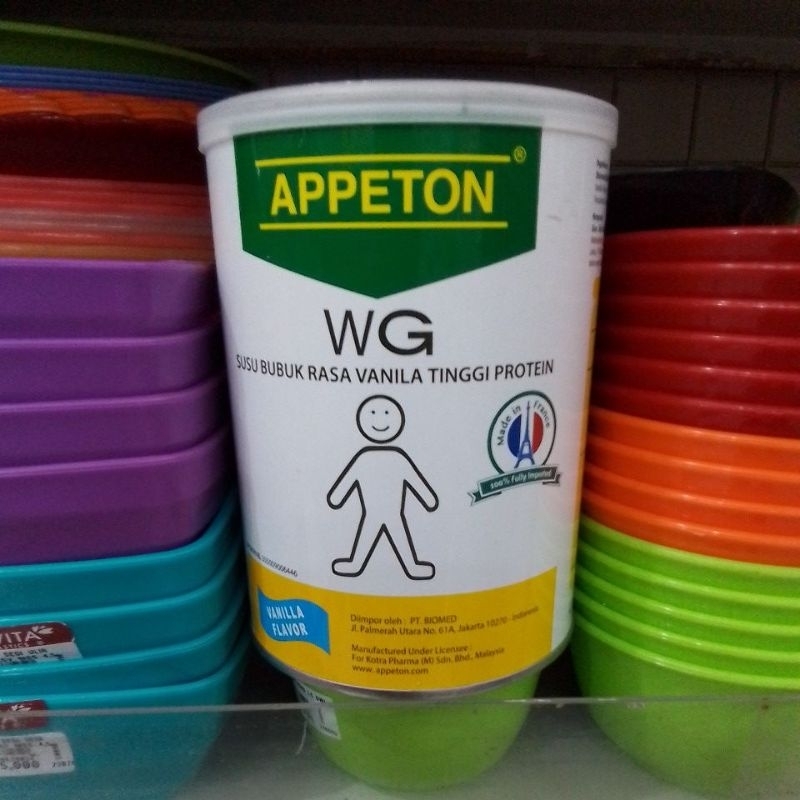 APPETON®
WG
SUSU BUBUK RASA VANILA TINGGI PROTEIN
Made in France
100% Fully Imported
VANILLA
FLAVOR
Diimpor oleh : PT. BIOMED
Jl. Palmerah Utara No. 61A, Jakarta 10270 - Indonesia
Manufactured Under Licensee :
For Kotra Pharma (M) Sdn. Bhd., Malaysia
www.appeton.com
VITA